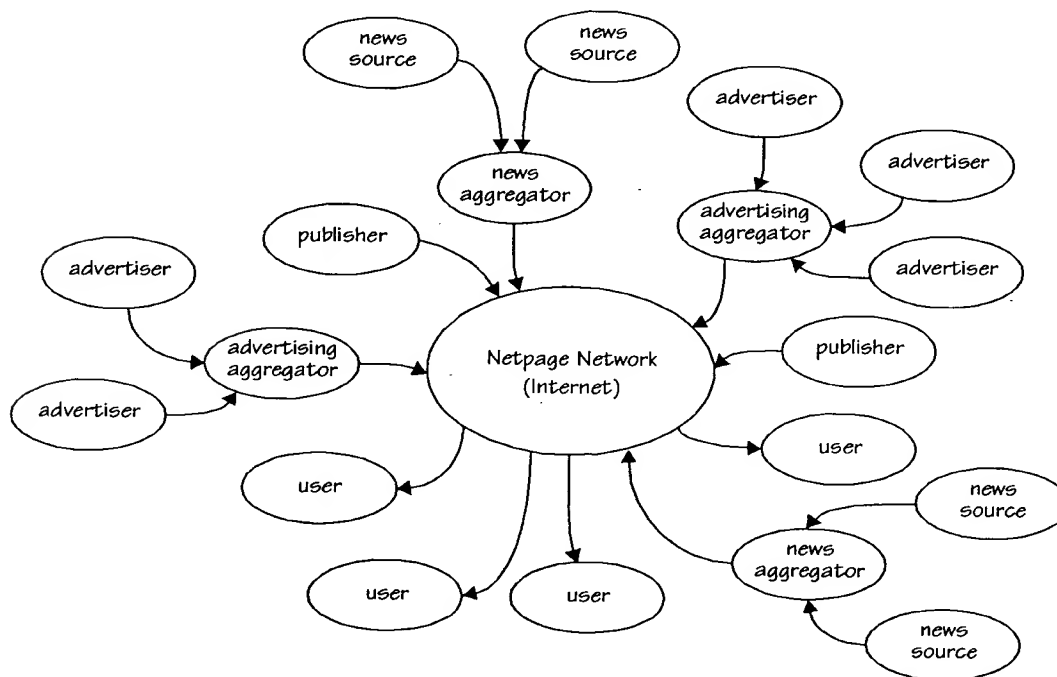 news
source
news
source
advertiser
news
aggregator
advertiser
advertising
aggregator
publisher
advertiser
advertiser
Netpage Network
(Internet)
publisher
advertising
aggregator
advertiser
user
user
news
source
news
aggregator
user
user
news
source